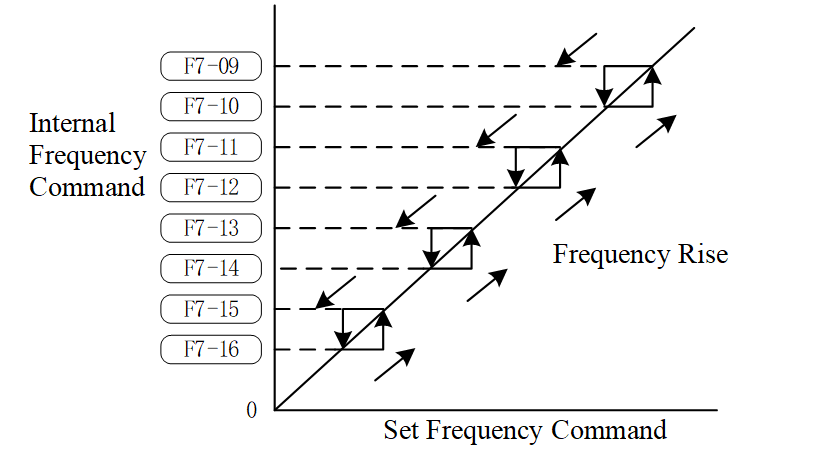 F7-09
F7-10
Internal
Frequency
Command
F7-11
F7-12
F7-13
F7-14
F7-15
F7-16
Frequency Rise
0
Set Frequency Command